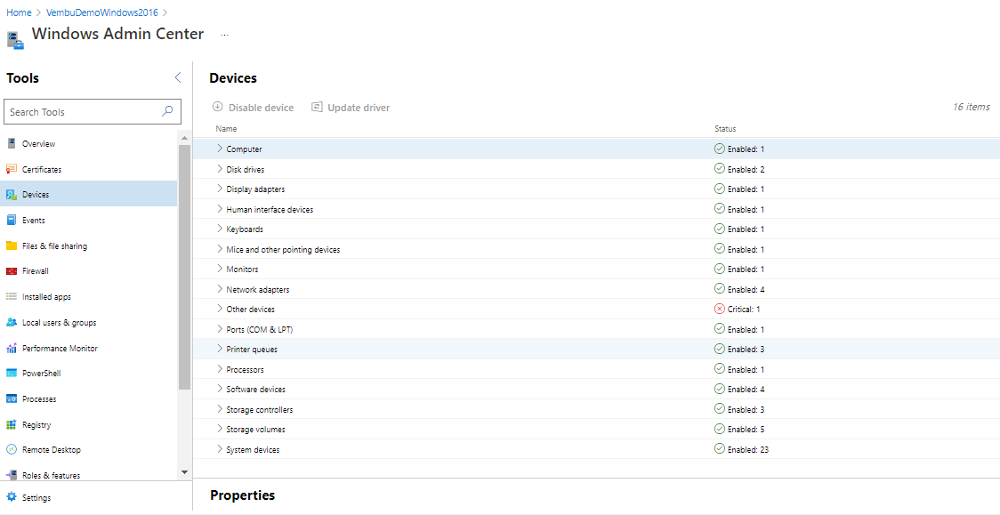 Home > VembuDemoWindows2016 >
Windows Admin Center ...
Tools
Search Tools
Overview
Certificates
Devices
Events
Files & file sharing
Firewall
Installed apps
Local users & groups
Performance Monitor
PowerShell
Processes
Registry
Remote Desktop
Roles & features
Settings
Devices
Disable device Update driver 16 items
Name Status
Computer Enabled: 1
Disk drives Enabled: 2
Display adapters Enabled: 1
Human interface devices Enabled: 1
Keyboards Enabled: 1
Mice and other pointing devices Enabled: 1
Monitors Enabled: 1
Network adapters Enabled: 4
Other devices Critical: 1
Ports (COM & LPT) Enabled: 1
Printer queues Enabled: 3
Processors Enabled: 1
Software devices Enabled: 4
Storage controllers Enabled: 3
Storage volumes Enabled: 5
System devices Enabled: 23
Properties